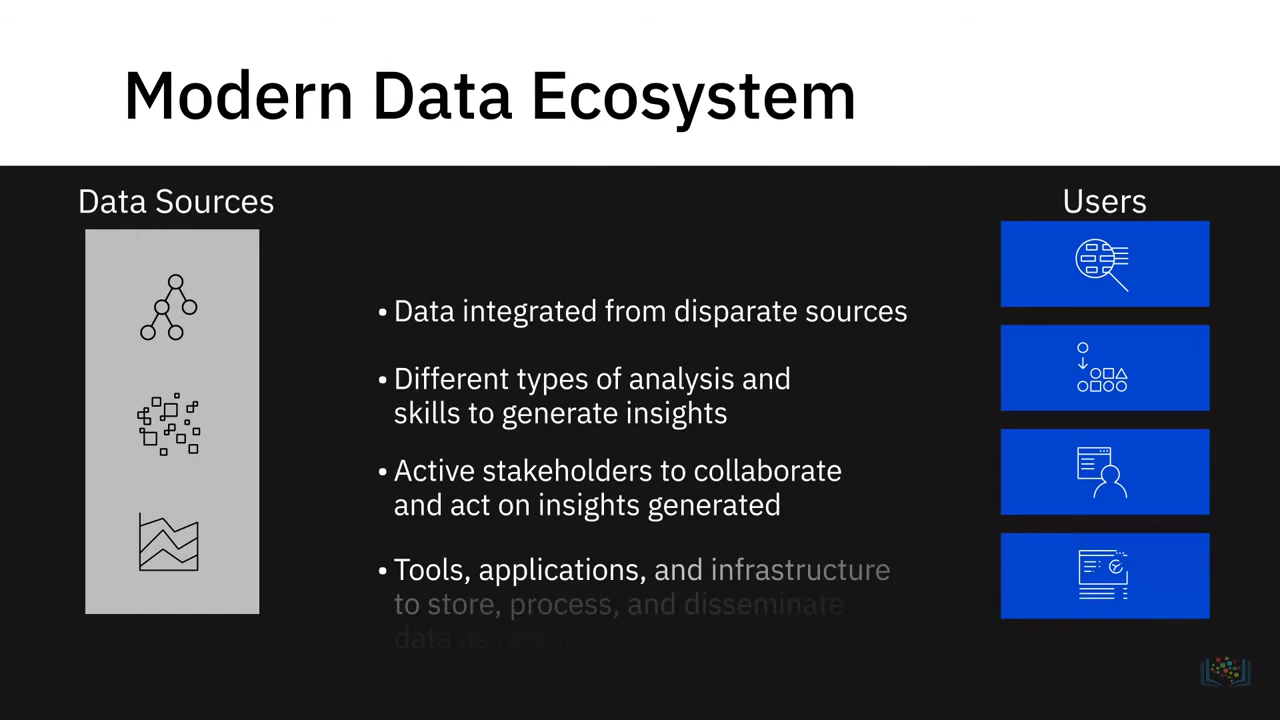 Modern Data Ecosystem
Data Sources
Users
• Data integrated from disparate sources
• Different types of analysis and
skills to generate insights
• Active stakeholders to collaborate
and act on insights generated
• Tools, applications, and infrastructure
to store, process, and disseminate
data as